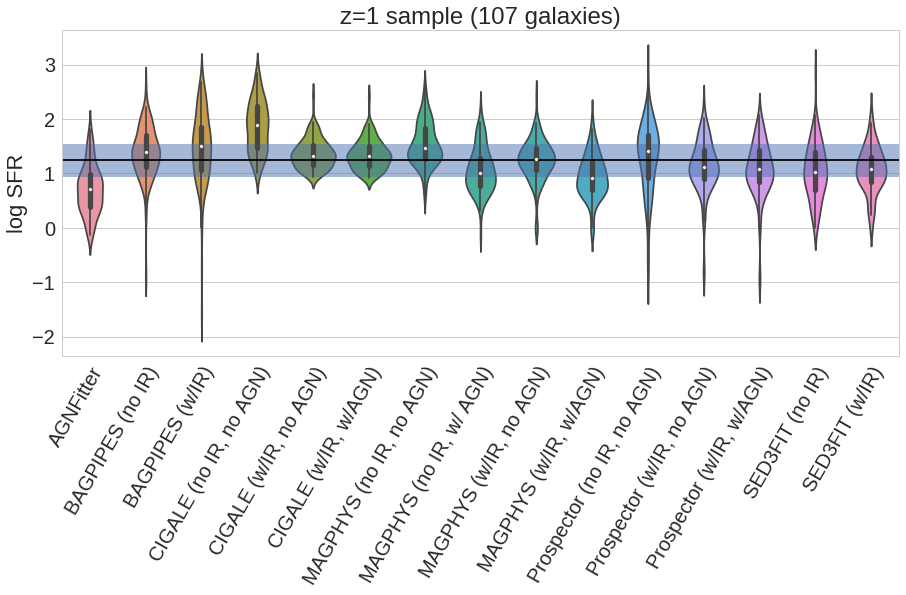 z=1 sample (107 galaxies)
log SFR
3
2
1
0
−1
−2
AGNFitter
BAGPIPES (no IR)
BAGPIPES (w/IR)
CIGALE (no IR, no AGN)
CIGALE (w/IR, no AGN)
CIGALE (w/IR, w/AGN)
MAGPHYS (no IR, no AGN)
MAGPHYS (no IR, w/ AGN)
MAGPHYS (w/IR, no AGN)
MAGPHYS (w/IR, w/AGN)
Prospector (no IR, no AGN)
Prospector (w/IR, no AGN)
Prospector (w/IR, w/AGN)
SED3FIT (no IR)
SED3FIT (w/IR)